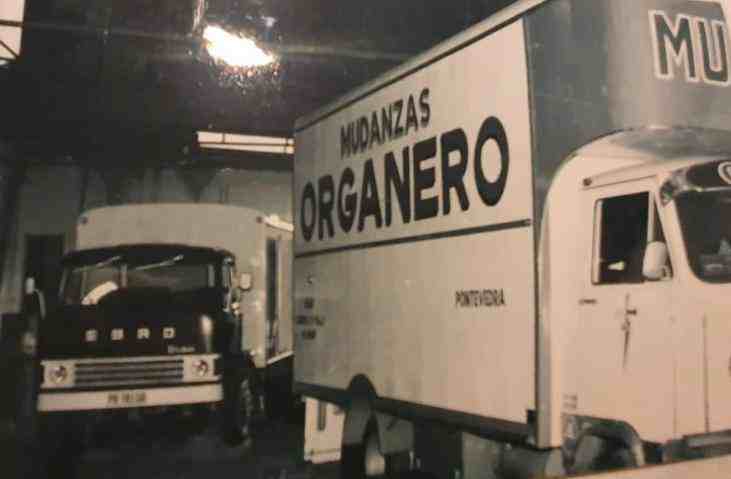 MU
MUDANZAS
ORGANERO
PONTEVEDRA
EBRO